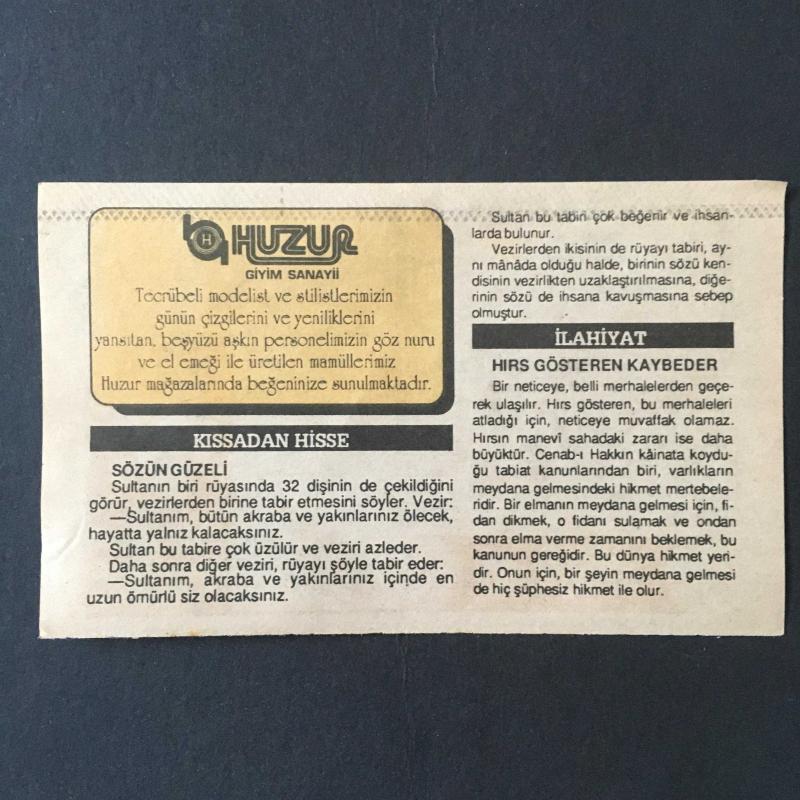 HUZUR
GİYİM SANAYİİ
Tecrübeli modelist ve stilistlerimizin
günün çizgilerini ve yeniliklerini
yansıtan, beşyüzü aşkın personelimizin göz nuru
ve el emeği ile üretilen mamüllerimiz
Huzur mağazalarında beğeninize sunulmaktadır.
KISSADAN HİSSE
SÖZÜN GÜZELİ
Sultanın biri rüyasında 32 dişinin de çekildiğini
görür, vezirlerden birine tabir etmesini söyler. Vezir:
—Sultanım, bütün akraba ve yakınlarınız ölecek,
hayatta yalnız kalacaksınız.
Sultan bu tabire çok üzülür ve veziri azleder.
Daha sonra diğer veziri, rüyayı şöyle tabir eder:
—Sultanım, akraba ve yakınlarınız içinde en
uzun ömürlü siz olacaksınız.
Sultan bu tabiri çok beğenir ve ihsan-
larda bulunur.
Vezirlerden ikisinin de rüyayı tabiri, ay-
nı mânâda olduğu halde, birinin sözü ken-
disinin vezirlikten uzaklaştırılmasına, diğe-
rinin sözü de ihsana kavuşmasına sebep
olmuştur.
İLAHİYAT
HIRS GÖSTEREN KAYBEDER
Bir neticeye, belli merhalelerden geçe-
rek ulaşılır. Hırs gösteren, bu merhaleleri
atladığı için, neticeye muvaffak olamaz.
Hırsın manevî sahadaki zararı ise daha
büyüktür. Cenab-ı Hakkın kâinata koydu-
ğu tabiat kanunlarından biri, varlıkların
meydana gelmesindeki hikmet mertebele-
ridir. Bir elmanın meydana gelmesi için, fi-
dan dikmek, o fidanı sulamak ve ondan
sonra elma verme zamanını beklemek, bu
kanunun gereğidir. Bu dünya hikmet yeri-
dir. Onun için, bir şeyin meydana gelmesi
de hiç şüphesiz hikmet ile olur.